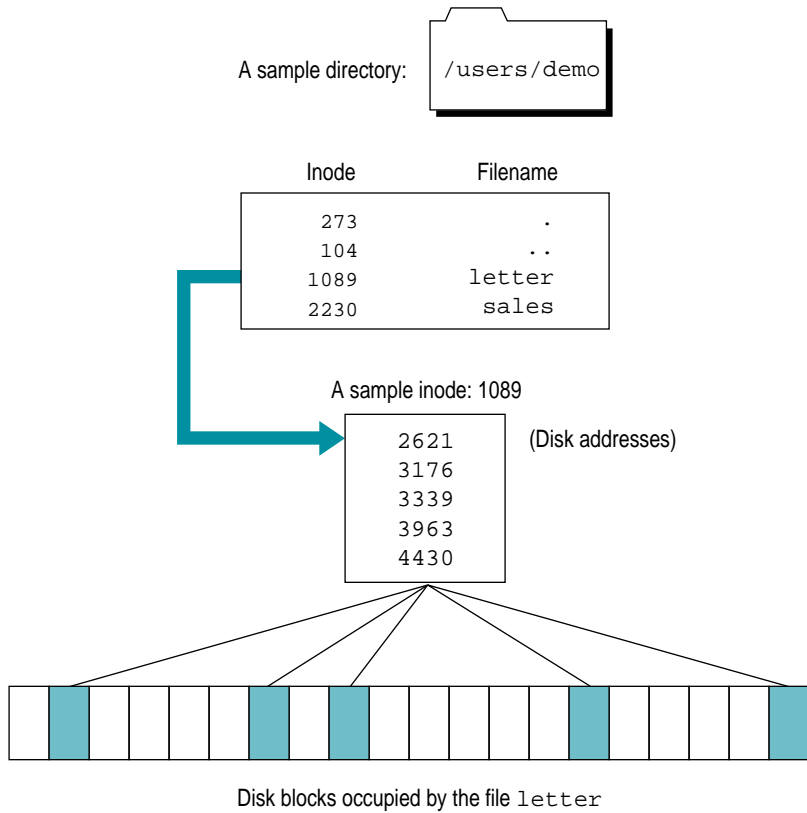 A sample directory: /users/demo
Inode Filename
273 .
104 ..
1089 letter
2230 sales
A sample inode: 1089
2621 (Disk addresses)
3176
3339
3963
4430
Disk blocks occupied by the file letter